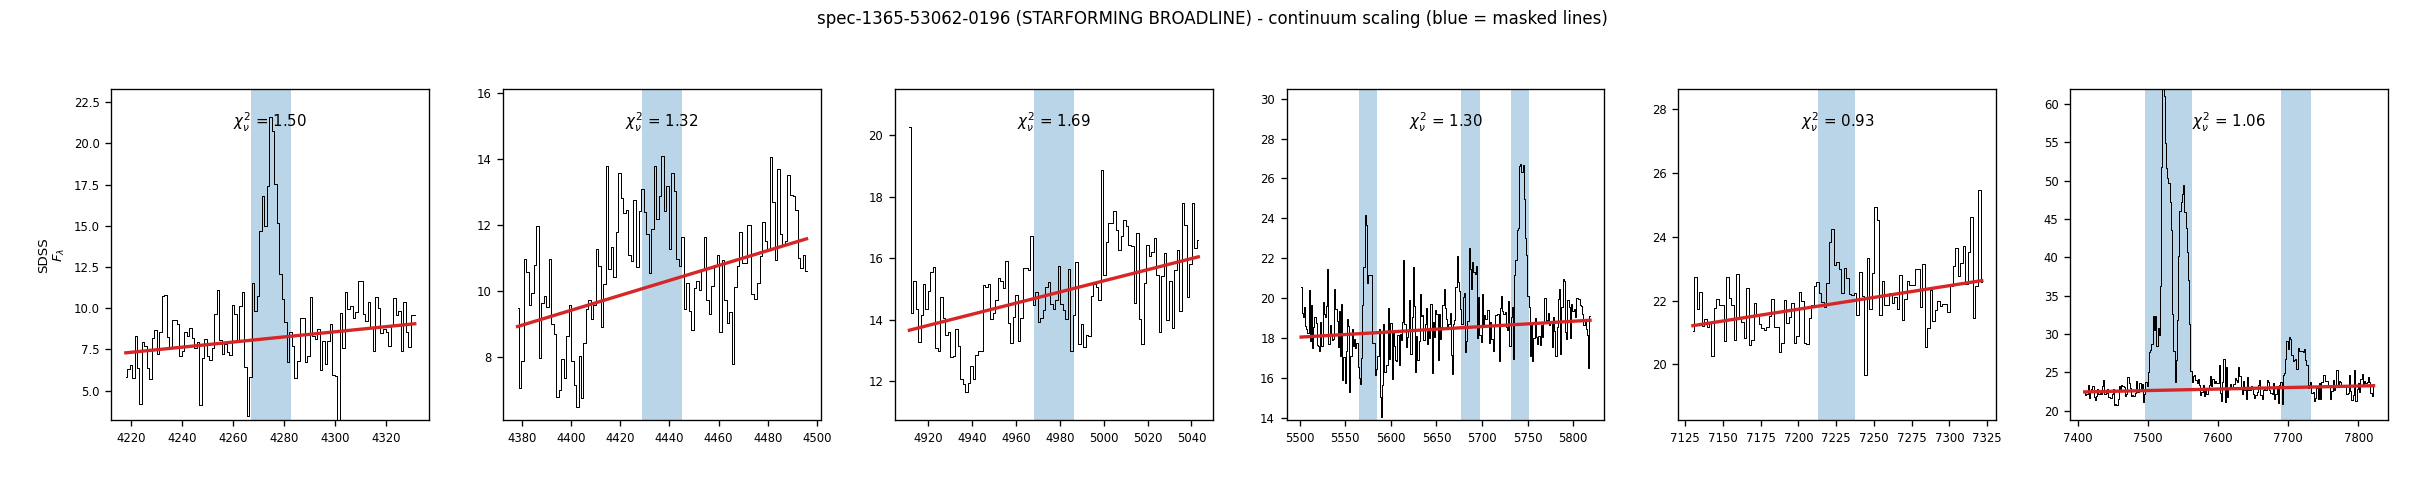 spec-1365-53062-0196 (STARFORMING BROADLINE) - continuum scaling (blue = masked lines)
SDSS
Fλ
χ²ν = 1.50
22.5
20.0
17.5
15.0
12.5
10.0
7.5
5.0
4220 4240 4260 4280 4300 4320
χ²ν = 1.32
16
14
12
10
8
4380 4400 4420 4440 4460 4480 4500
χ²ν = 1.69
20
18
16
14
12
4920 4940 4960 4980 5000 5020 5040
χ²ν = 1.30
30
28
26
24
22
20
18
16
14
5500 5550 5600 5650 5700 5750 5800
χ²ν = 0.93
28
26
24
22
20
7125 7150 7175 7200 7225 7250 7275 7300 7325
χ²ν = 1.06
60
55
50
45
40
35
30
25
20
7400 7500 7600 7700 7800